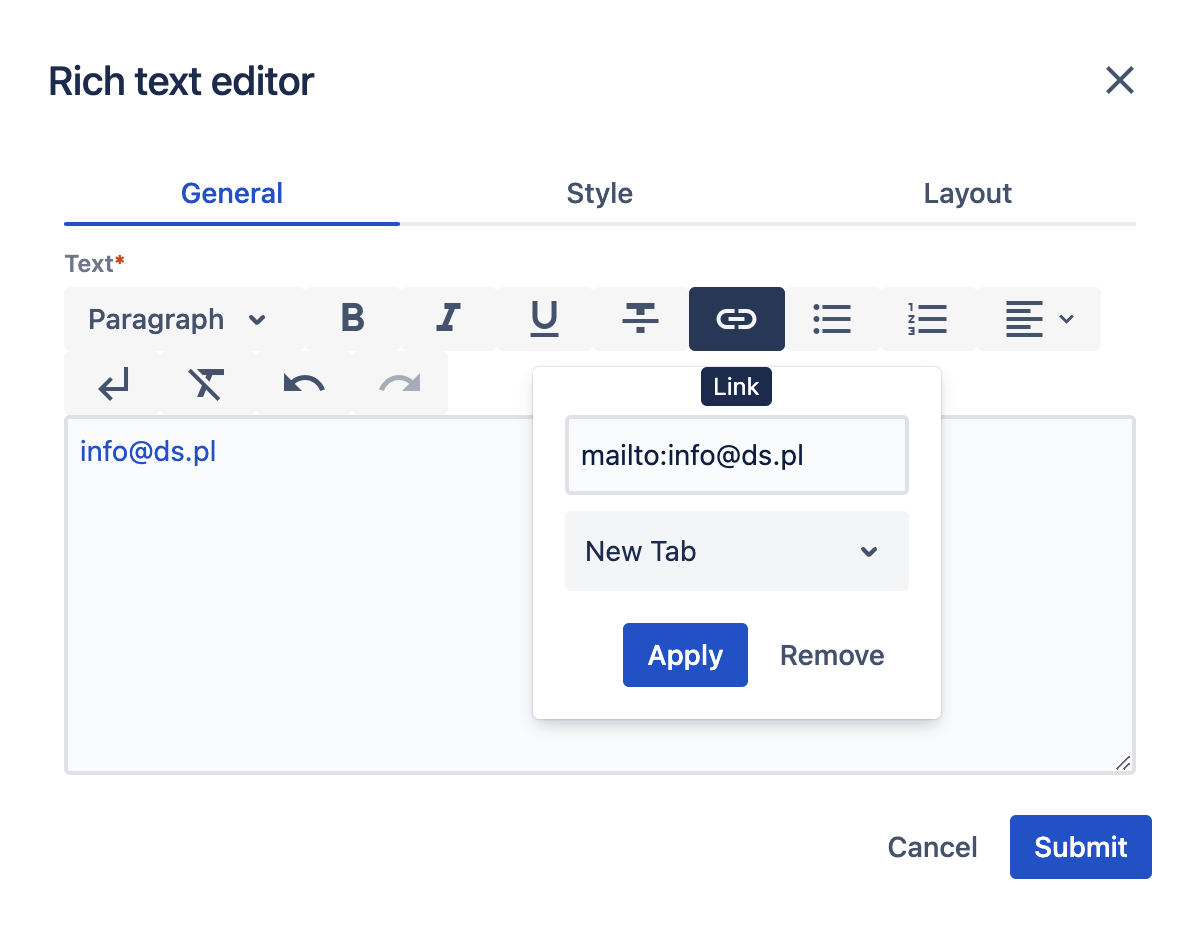 Rich text editor
General Style Layout
Text*
Paragraph B I U T
Link
info@ds.pl
mailto:info@ds.pl
New Tab
Apply Remove
Cancel Submit